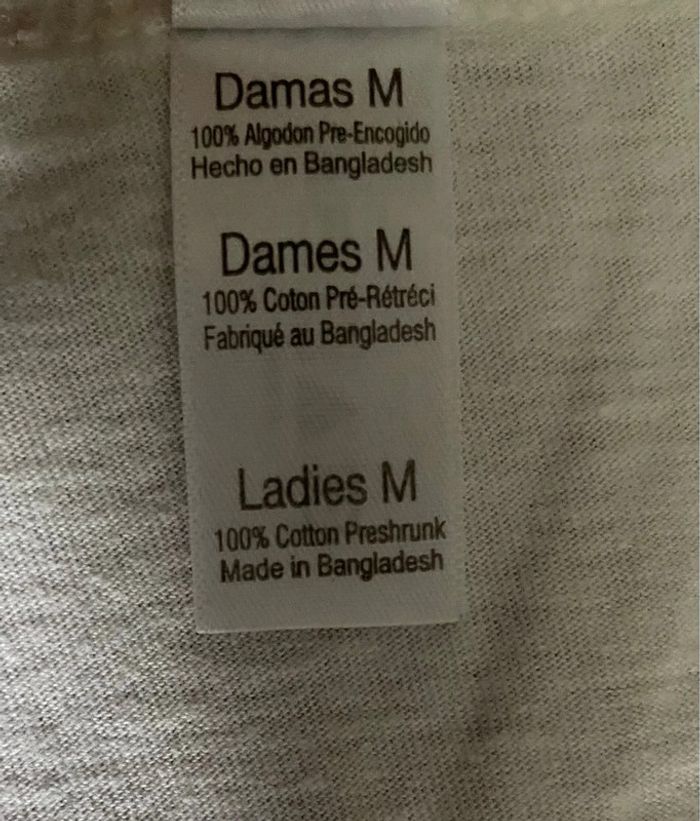 Damas M
100% Algodon Pre-Encogido
Hecho en Bangladesh
Dames M
100% Coton Pré-Rétréci
Fabriqué au Bangladesh
Ladies M
100% Cotton Preshrunk
Made in Bangladesh